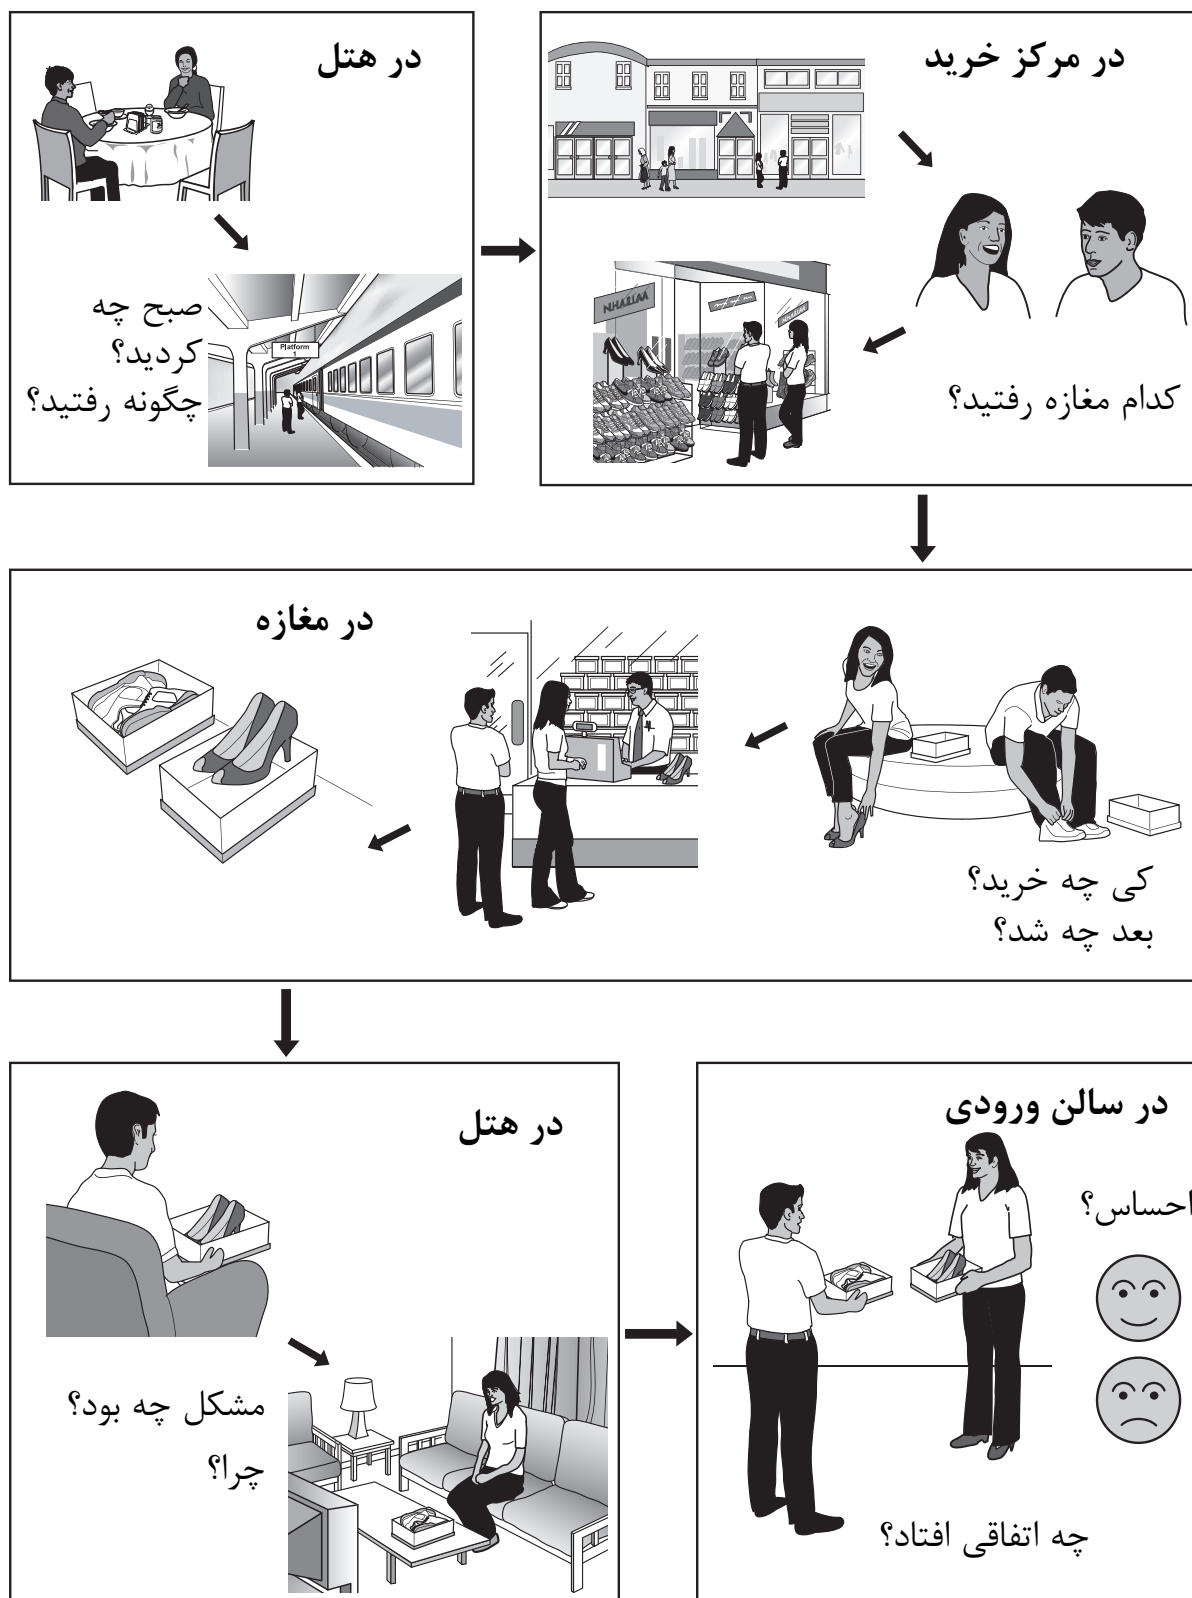 در هتل
Platform
1
صبح چه
کردید؟
چگونه رفتید؟
در مرکز خرید
کدام مغازه رفتید؟
در مغازه
کی چه خرید؟
بعد چه شد؟
در هتل
مشکل چه بود؟
چرا؟
در سالن ورودی
احساس؟
چه اتفاقی افتاد؟